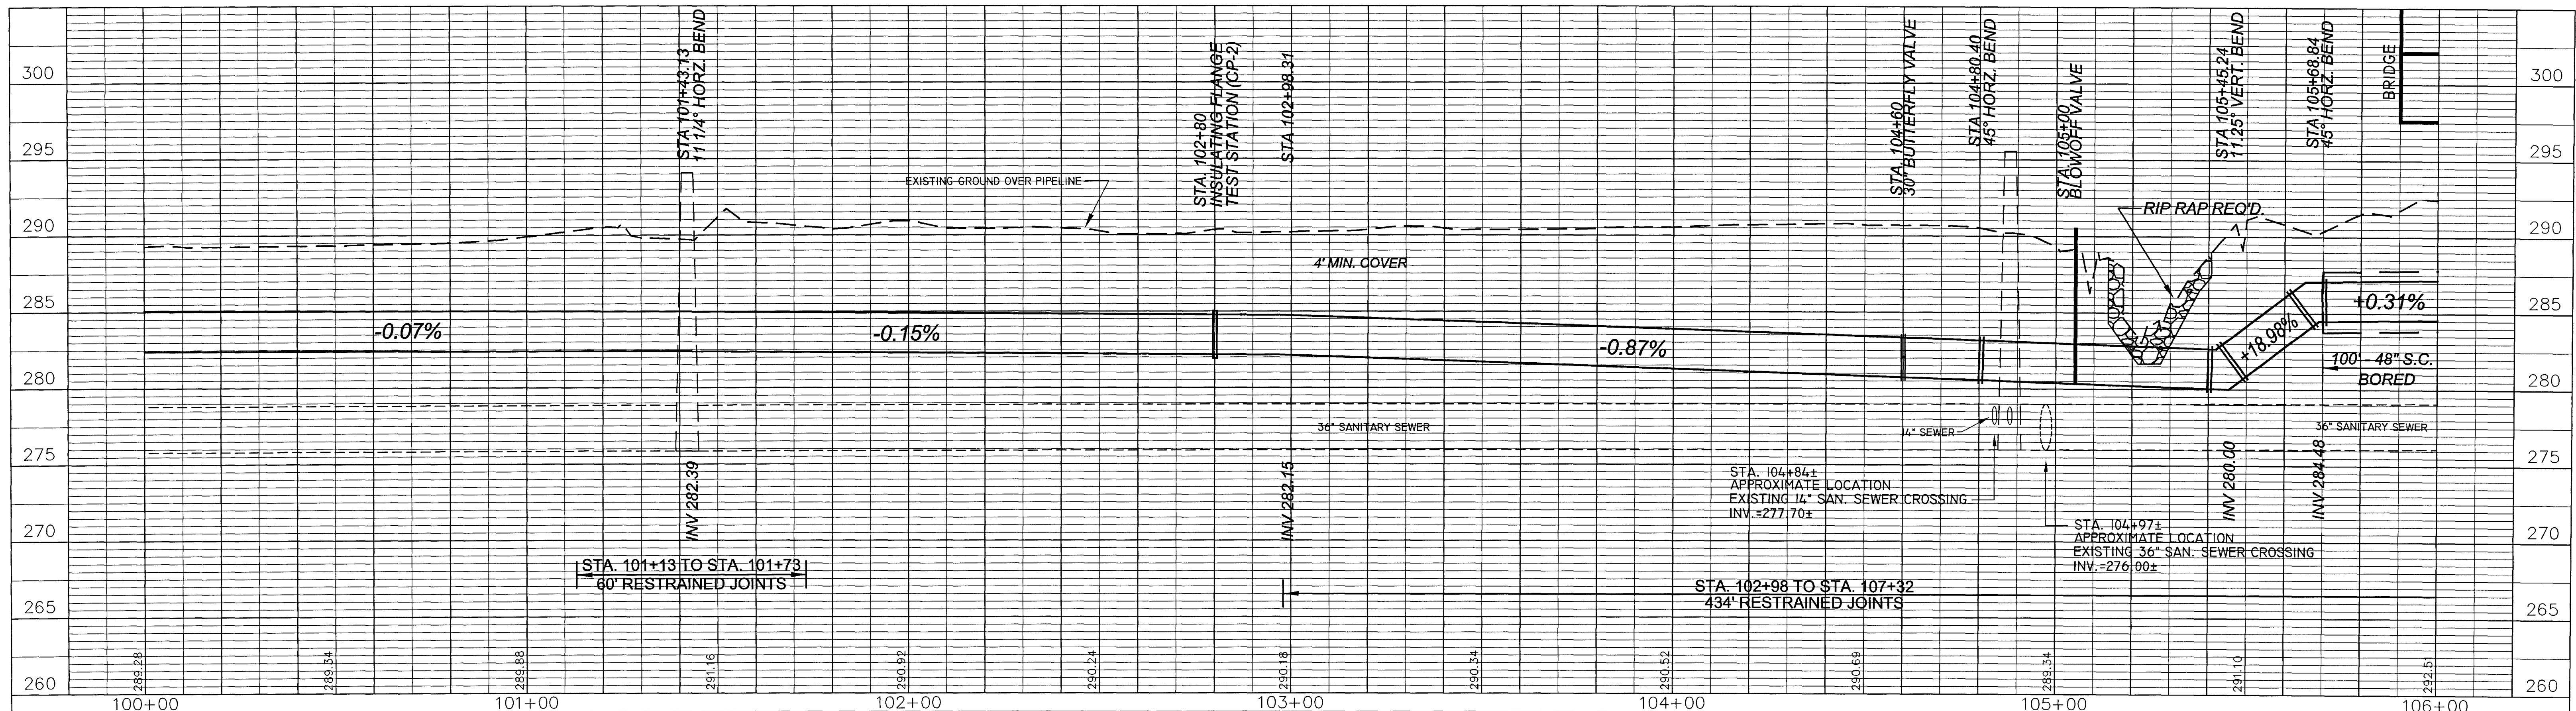 300
295
290
285
280
275
270
265
260
STA 101+43.13
11 1/4° HORZ. BEND
EXISTING GROUND OVER PIPELINE
STA. 102+80
INSULATING FLANGE
TEST STATION (CP-2)
STA 102+98.31
4' MIN. COVER
STA. 104+60
30" BUTTERFLY VALVE
STA 104+80.40
45° HORZ. BEND
STA. 105+00
BLOWOFF VALVE
RIP RAP REQ'D.
STA 105+45.24
11.25° VERT. BEND
STA 105+68.84
45° HORZ. BEND
BRIDGE
300
295
290
285
280
275
270
265
260
-0.07%
-0.15%
-0.87%
+18.98%
+0.31%
100' - 48" S.C.
BORED
36" SANITARY SEWER
14" SEWER
36" SANITARY SEWER
INV 282.39
INV 282.15
STA. 104+84±
APPROXIMATE LOCATION
EXISTING 14" SAN. SEWER CROSSING
INV.=277.70±
STA. 104+97±
APPROXIMATE LOCATION
EXISTING 36" SAN. SEWER CROSSING
INV.=276.00±
INV 280.00
INV 284.48
STA. 101+13 TO STA. 101+73
60' RESTRAINED JOINTS
STA. 102+98 TO STA. 107+32
434' RESTRAINED JOINTS
289.28
289.34
289.88
291.16
290.92
290.24
290.18
290.34
290.52
290.69
289.34
291.10
292.51
100+00
101+00
102+00
103+00
104+00
105+00
106+00